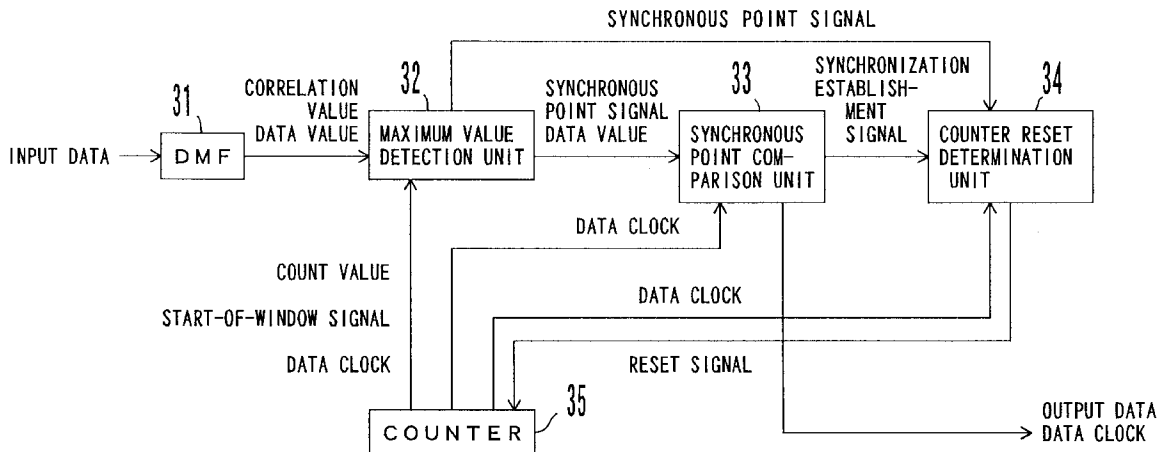 SYNCHRONOUS POINT SIGNAL
31
CORRELATION
VALUE
DATA VALUE
32
SYNCHRONOUS
POINT SIGNAL
DATA VALUE
33
SYNCHRONIZATION
ESTABLISH-
MENT
SIGNAL
34
INPUT DATA
DMF
MAXIMUM VALUE
DETECTION UNIT
SYNCHRONOUS
POINT COM-
PARISON UNIT
COUNTER RESET
DETERMINATION
UNIT
DATA CLOCK
COUNT VALUE
START-OF-WINDOW SIGNAL
DATA CLOCK
DATA CLOCK
RESET SIGNAL
35
COUNTER
OUTPUT DATA
DATA CLOCK